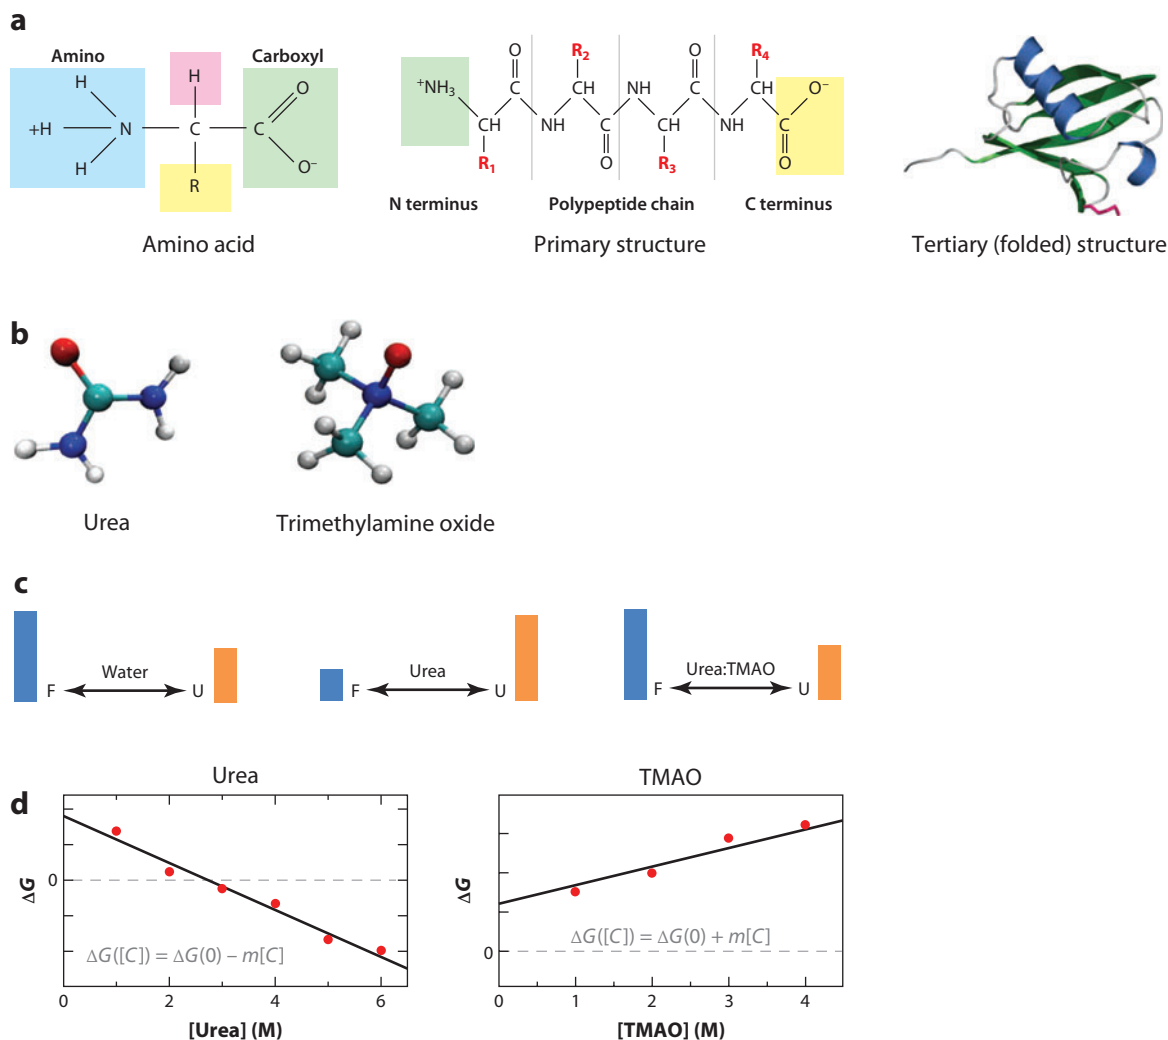 a
Amino
Carboxyl
H
H
O
+H
N
C
C
H
R
O⁻
Amino acid
O
R₂
O
R₄
⁺NH₃
C
CH
NH
C
CH
O⁻
CH
NH
C
CH
NH
C
R₁
O
R₃
O
N terminus
Polypeptide chain
C terminus
Primary structure
Tertiary (folded) structure
b
Urea
Trimethylamine oxide
c
F
Water
U
F
Urea
U
F
Urea:TMAO
U
d
Urea
ΔG
0
ΔG([C]) = ΔG(0) – m[C]
0 2 4 6
[Urea] (M)
TMAO
ΔG
ΔG([C]) = ΔG(0) + m[C]
0
0 1 2 3 4
[TMAO] (M)